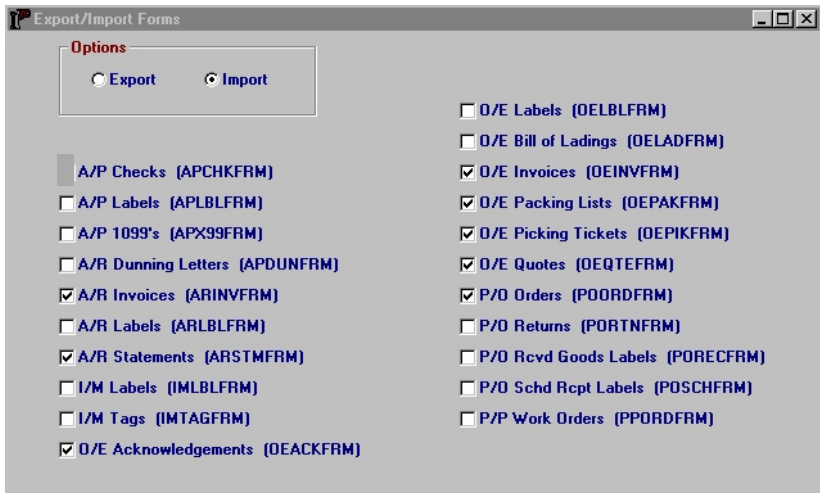 Export/Import Forms
Options
Export
Import
A/P Checks (APCHKFRM)
A/P Labels (APLBLFRM)
A/P 1099's (APX99FRM)
A/R Dunning Letters (APDUNFRM)
A/R Invoices (ARINVFRM)
A/R Labels (ARLBLFRM)
A/R Statements (ARSTMFRM)
I/M Labels (IMLBLFRM)
I/M Tags (IMTAGFRM)
O/E Acknowledgements (OEACKFRM)
O/E Labels (OELBLFRM)
O/E Bill of Ladings (OELADFRM)
O/E Invoices (OEINVFRM)
O/E Packing Lists (OEPAKFRM)
O/E Picking Tickets (OEPIKFRM)
O/E Quotes (OEQTEFRM)
P/O Orders (POORDFRM)
P/O Returns (PORTNFRM)
P/O Rcvd Goods Labels (PORECFRM)
P/O Schd Rcpt Labels (POSCHFRM)
P/P Work Orders (PPORDFRM)